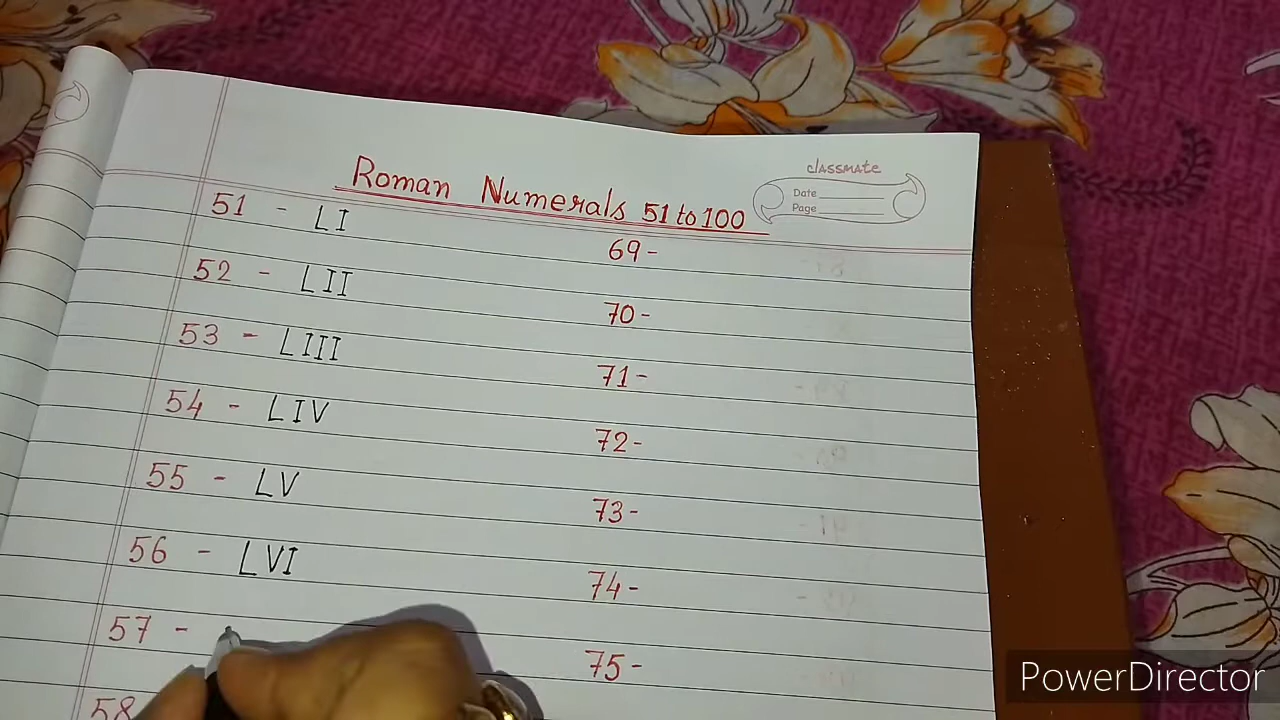 classmate
Date
Page
Roman Numerals 51 to 100
51 - LI
52 - LII
53 - LIII
54 - LIV
55 - LV
56 - LVI
57 -
58
69-
70-
71-
72-
73-
74-
75-
PowerDirector